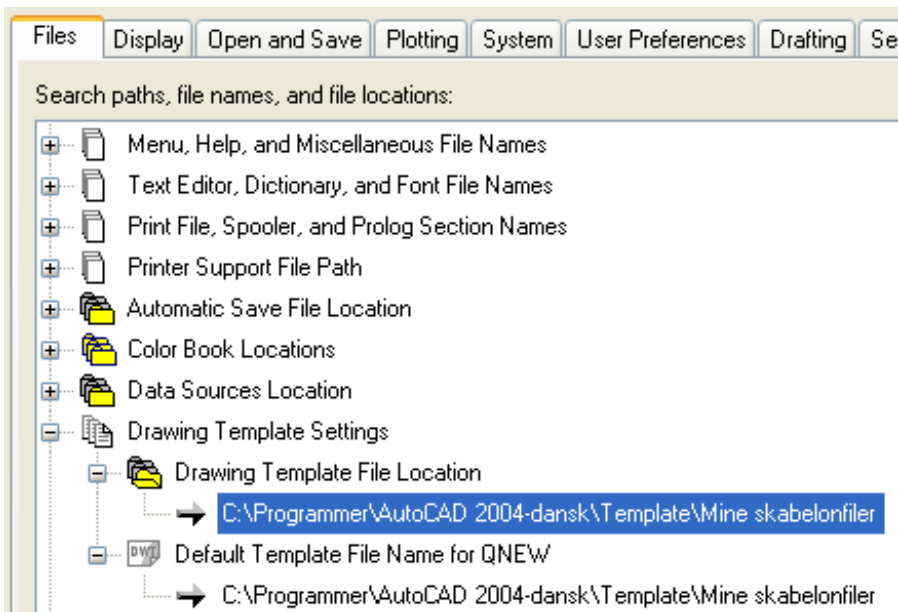 Files Display Open and Save Plotting System User Preferences Drafting Se
Search paths, file names, and file locations:
Menu, Help, and Miscellaneous File Names
Text Editor, Dictionary, and Font File Names
Print File, Spooler, and Prolog Section Names
Printer Support File Path
Automatic Save File Location
Color Book Locations
Data Sources Location
Drawing Template Settings
Drawing Template File Location
C:\Programmer\AutoCAD 2004-dansk\Template\Mine skabelonfiler
DWT Default Template File Name for QNEW
C:\Programmer\AutoCAD 2004-dansk\Template\Mine skabelonfiler